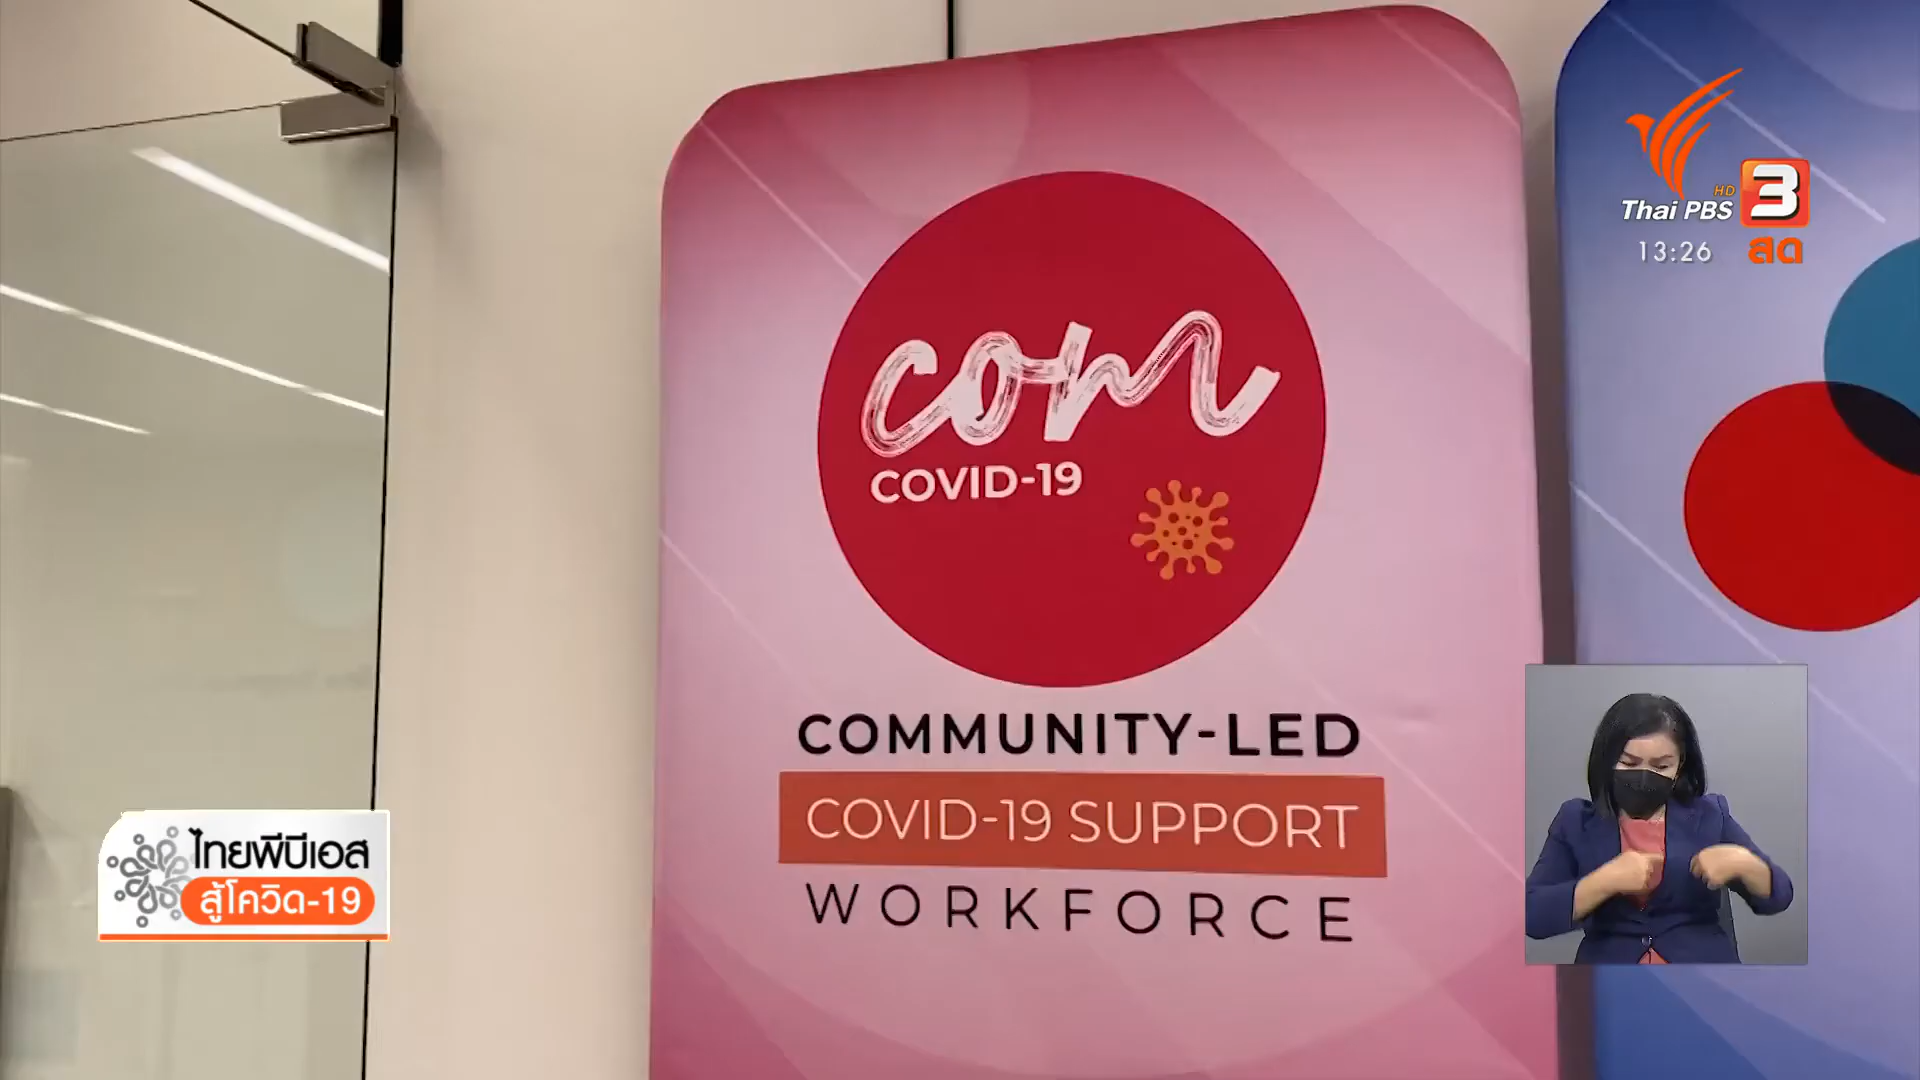 com
COVID-19
COMMUNITY-LED
COVID-19 SUPPORT
WORKFORCE
HD
Thai PBS 3
13:26 สด
ไทยพีบีเอส
สู้โควิด-19